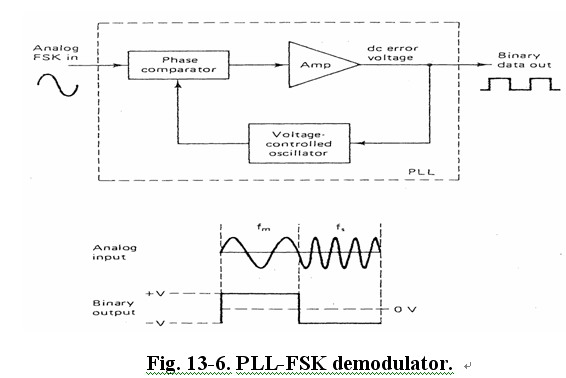 Analog
FSK in
Phase
comparator
Amp
dc error
voltage
Binary
data out
Voltage-
controlled
oscillator
PLL
fm
fs
Analog
input
+V
Binary
output
0 V
-V
Fig. 13-6. PLL-FSK demodulator.